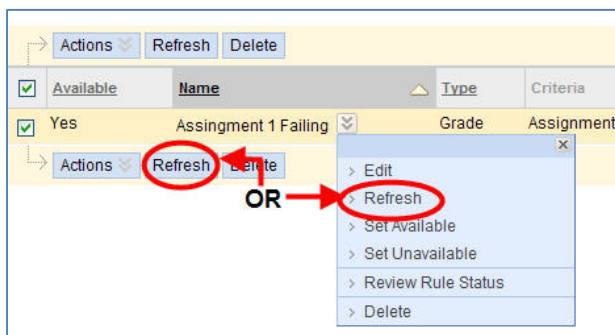 Actions Refresh Delete
Available Name Type Criteria
Yes Assingment 1 Failing Grade Assignment
Actions Refresh Delete
OR
> Edit
> Refresh
> Set Available
> Set Unavailable
> Review Rule Status
> Delete